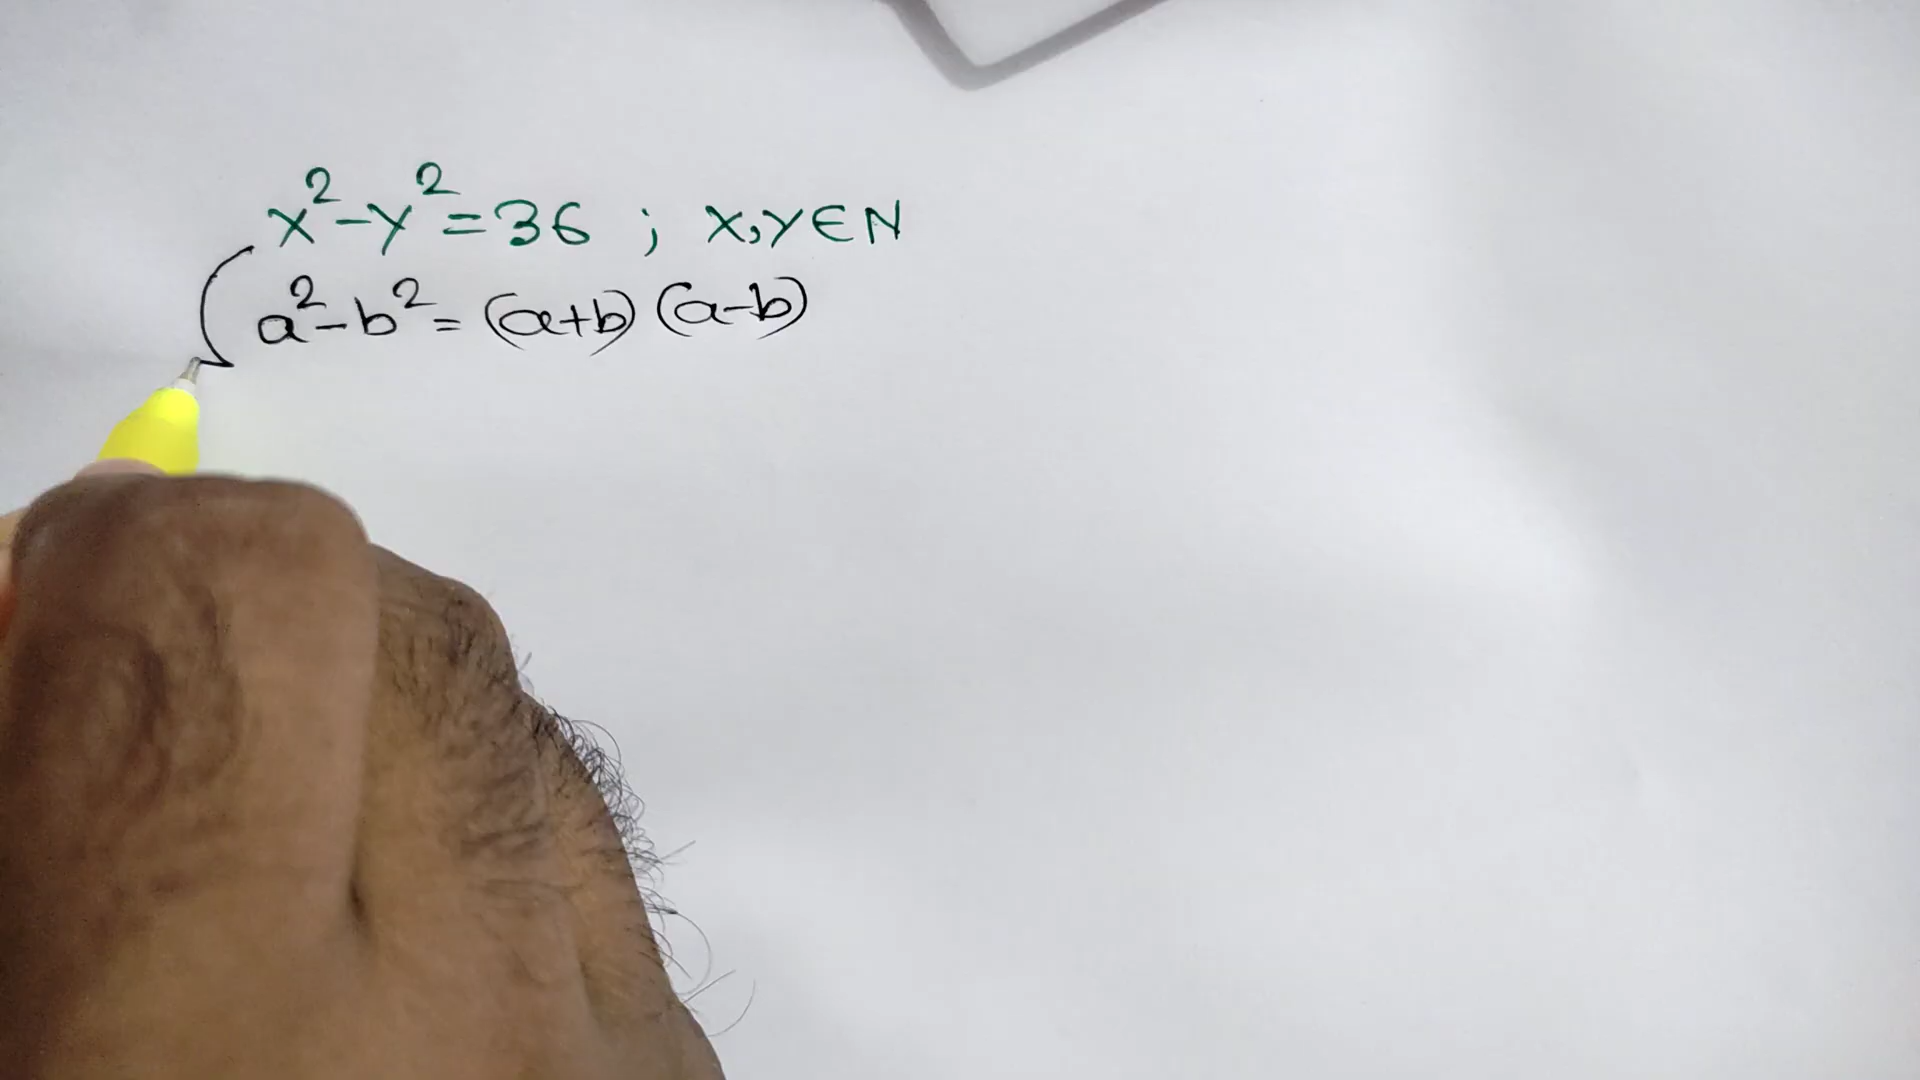 x²-y²=36 ; x,y∈N
a²-b²= (a+b) (a-b)